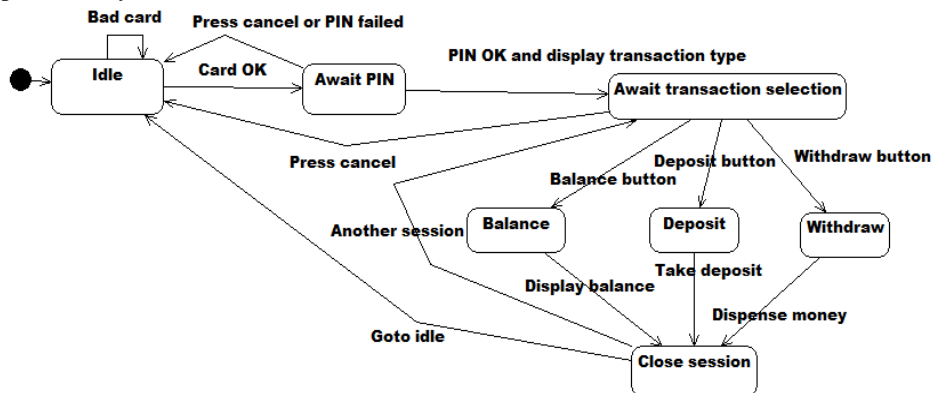 Bad card
Press cancel or PIN failed
PIN OK and display transaction type
Idle
Card OK
Await PIN
Await transaction selection
Press cancel
Deposit button
Withdraw button
Balance button
Another session
Balance
Deposit
Withdraw
Take deposit
Display balance
Dispense money
Goto idle
Close session